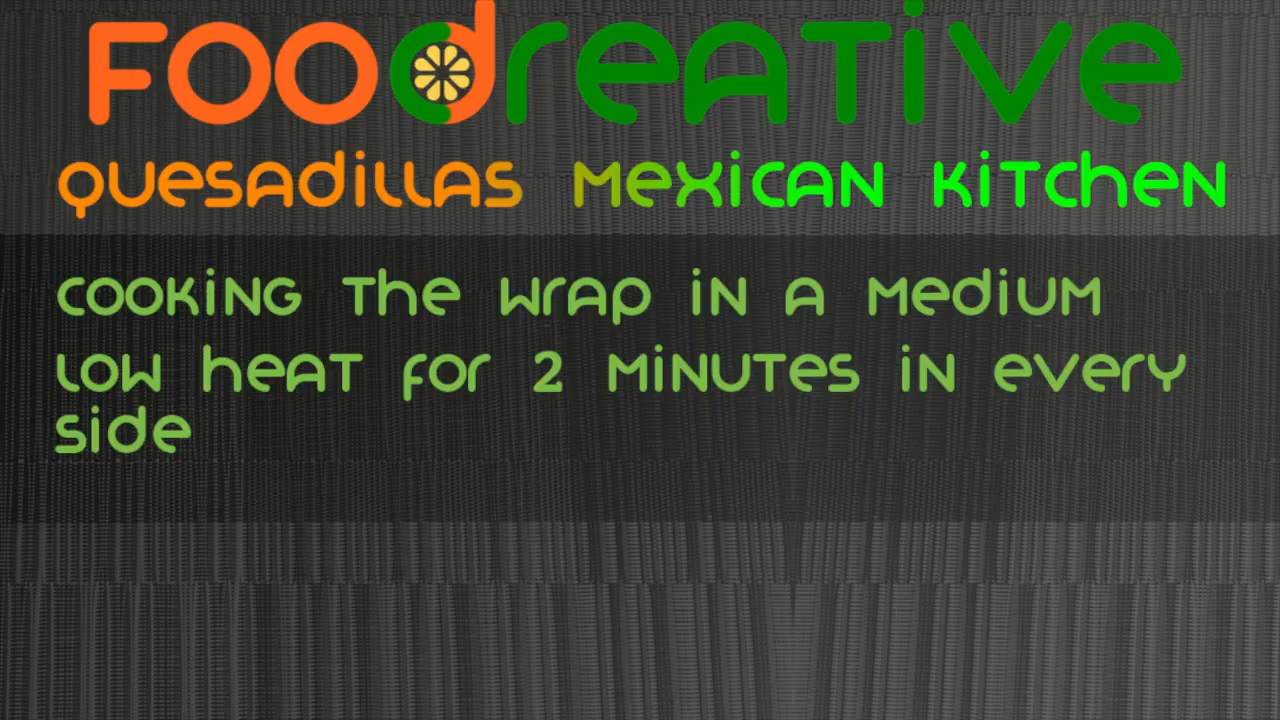 Foodreative
Quesadillas Mexican Kitchen
Cooking the wrap in a medium
low heat for 2 minutes in every
side